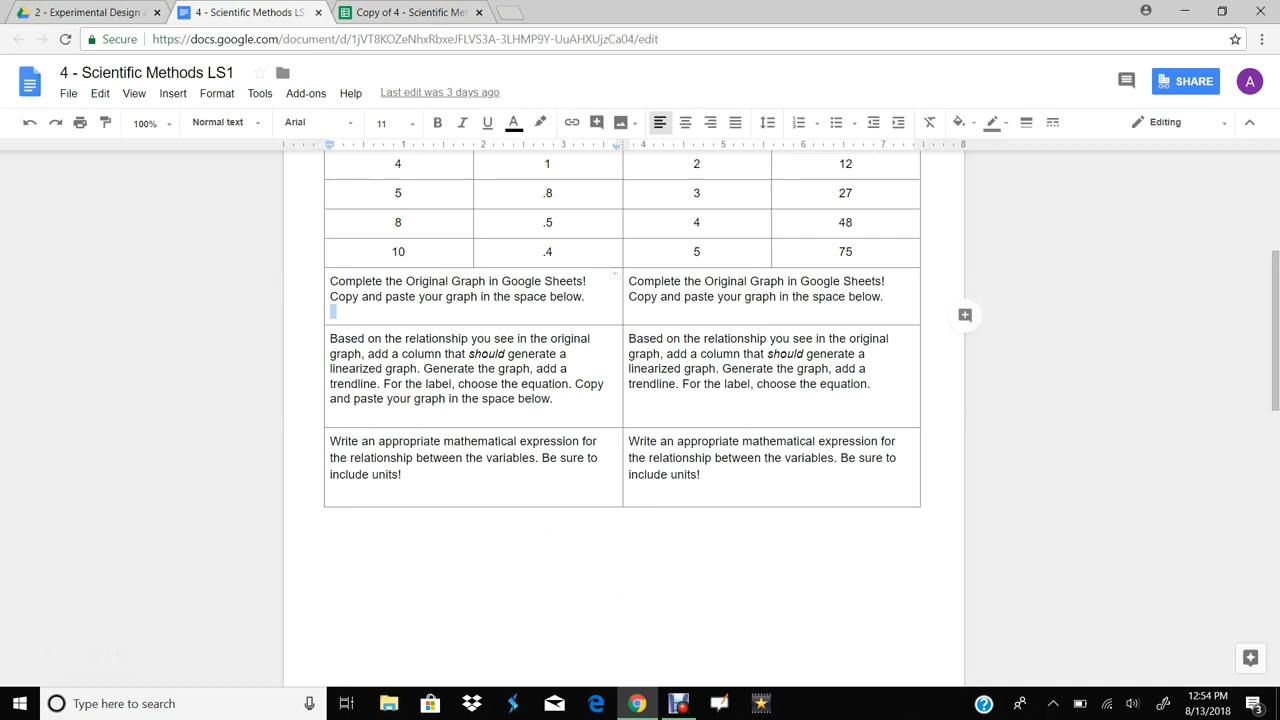 2 - Experimental Design
4 - Scientific Methods LS
Copy of 4 - Scientific Me
Secure
https://docs.google.com/document/d/1jVT8KOZeNhxRbxeJFLVS3A-3LHMP9Y-UuAHXUjzCa04/edit
4 - Scientific Methods LS1
File Edit View Insert Format Tools Add-ons Help Last edit was 3 days ago
SHARE
A
100% Normal text Arial 11 B I U A Editing
1 2 3 4 5 6 7 8
4 1 2 12
5 .8 3 27
8 .5 4 48
10 .4 5 75
Complete the Original Graph in Google Sheets!
Copy and paste your graph in the space below.
Complete the Original Graph in Google Sheets!
Copy and paste your graph in the space below.
Based on the relationship you see in the original
graph, add a column that should generate a
linearized graph. Generate the graph, add a
trendline. For the label, choose the equation. Copy
and paste your graph in the space below.
Based on the relationship you see in the original
graph, add a column that should generate a
linearized graph. Generate the graph, add a
trendline. For the label, choose the equation.
Write an appropriate mathematical expression for
the relationship between the variables. Be sure to
include units!
Write an appropriate mathematical expression for
the relationship between the variables. Be sure to
include units!
Type here to search
12:54 PM
8/13/2018
3